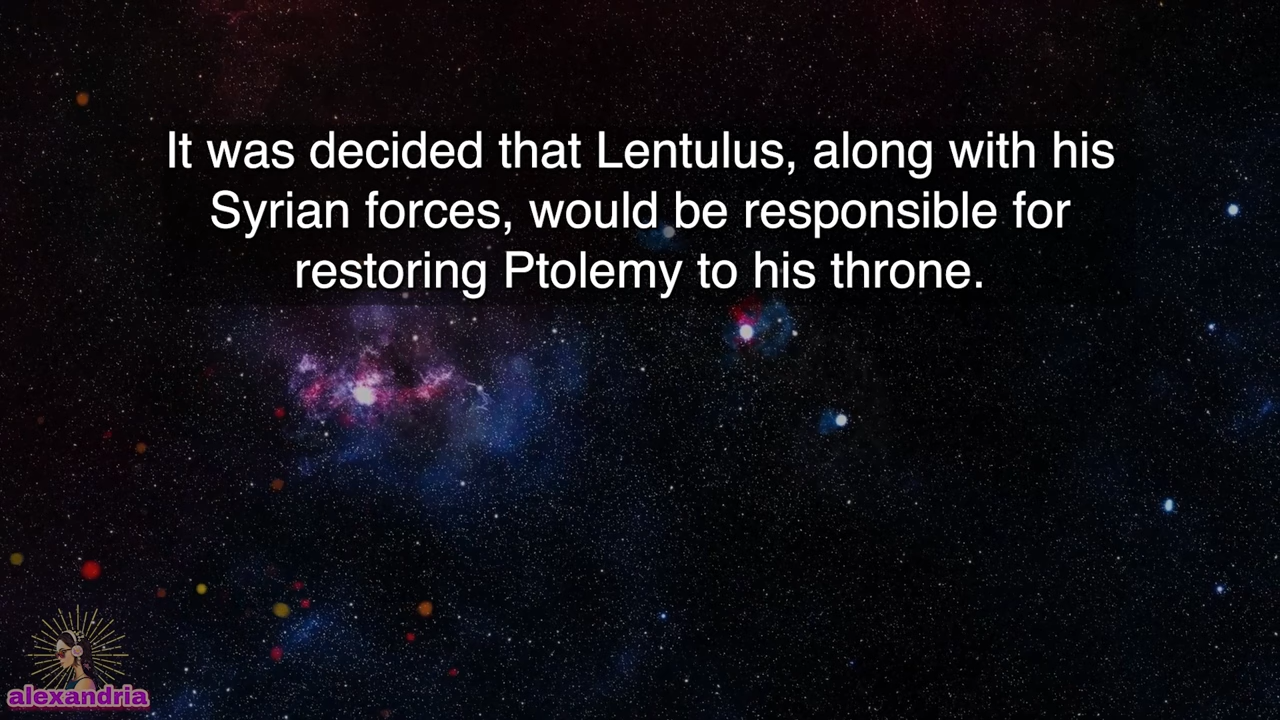 It was decided that Lentulus, along with his
Syrian forces, would be responsible for
restoring Ptolemy to his throne.
alexandria